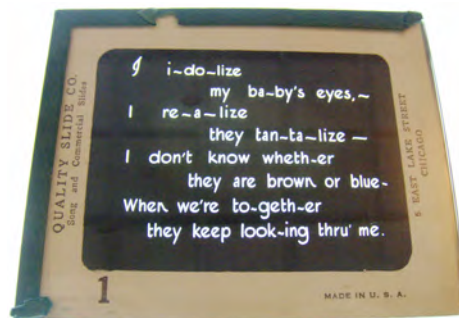 I i~do~lize
my ba~by's eyes,~
I re~a~lize
they tan~ta~lize —
I don't know wheth~er
they are brown or blue~
When we're to~geth~er
they keep look~ing thru' me.
QUALITY SLIDE CO.
Song and Commercial Slides
6 EAST LAKE STREET
CHICAGO
1
MADE IN U. S. A.